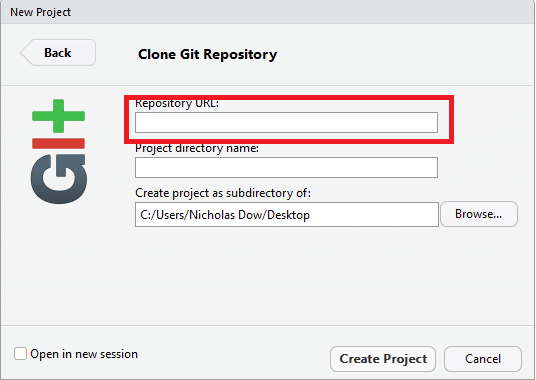 New Project
Back
Clone Git Repository
git
Repository URL:
Project directory name:
Create project as subdirectory of:
C:/Users/Nicholas Dow/Desktop
Browse...
Open in new session
Create Project
Cancel